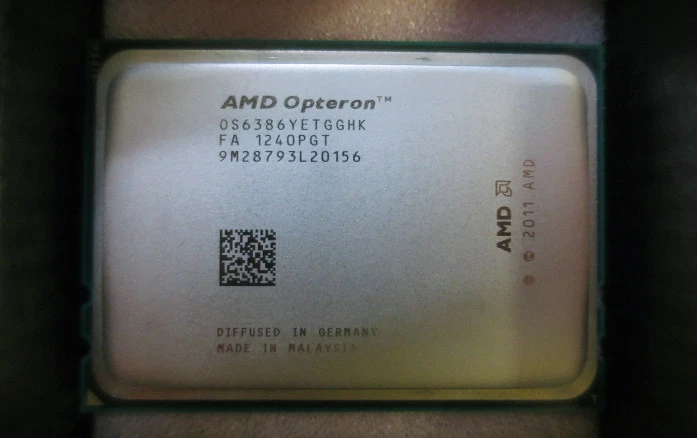 AMD Opteron™
OS6386YETGGHK
FA 1240PGT
9M28793L20156
DIFFUSED IN GERMANY
MADE IN MALAYSIA
AMD
© 2011 AMD